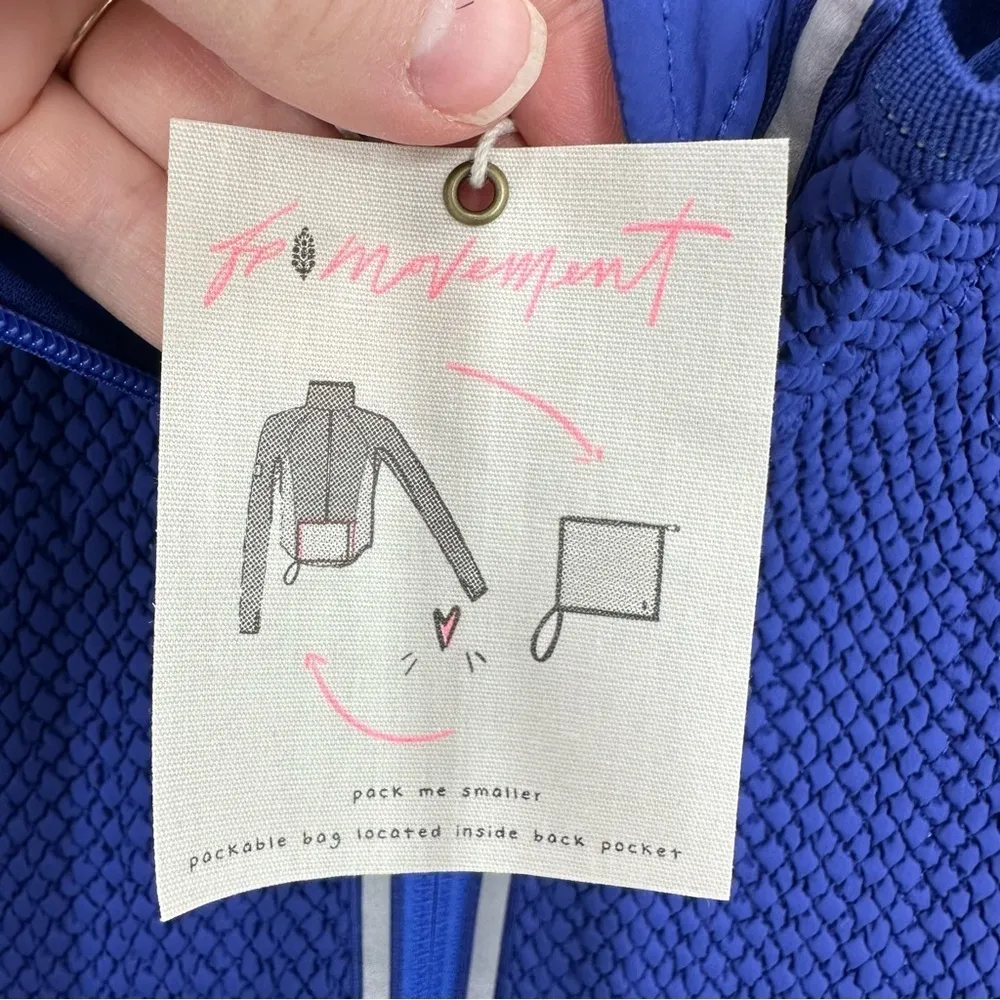 fp movement
pack me smaller
packable bag located inside back pocket